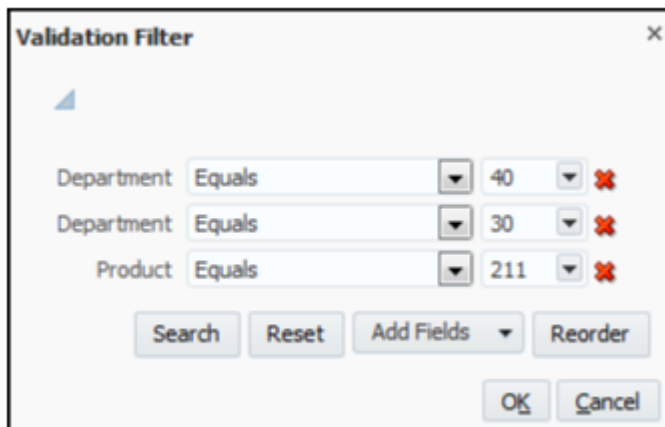 Validation Filter
Department Equals 40
Department Equals 30
Product Equals 211
Search Reset Add Fields Reorder
OK Cancel